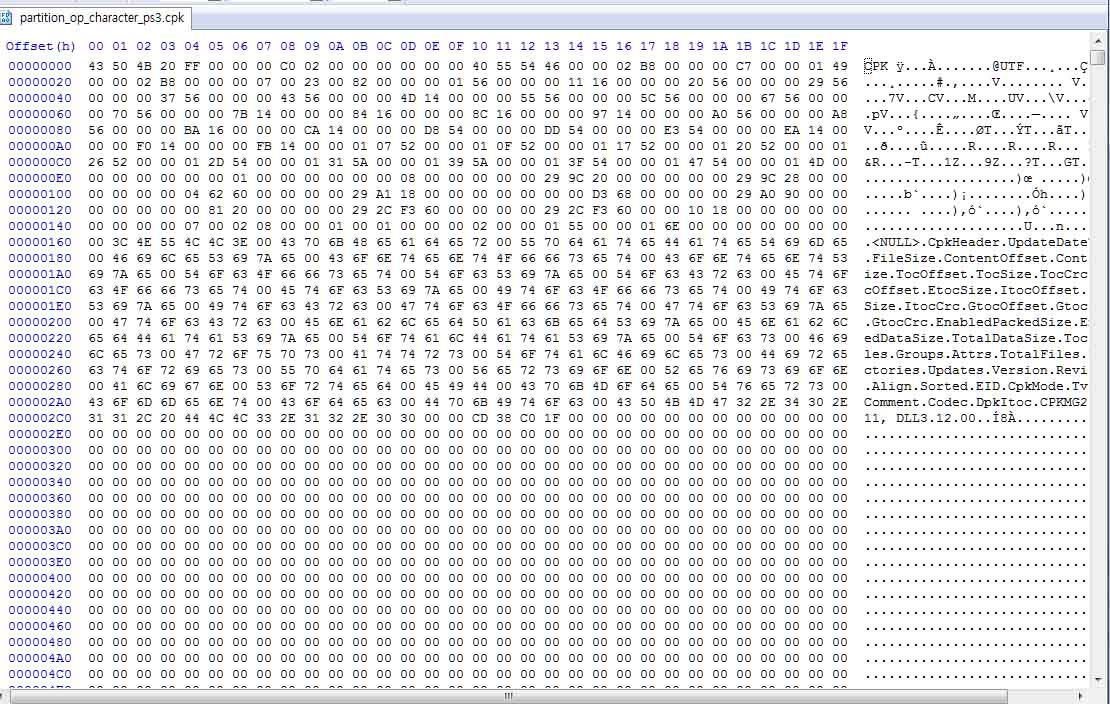 partition_op_character_ps3.cpk
Offset(h) 00 01 02 03 04 05 06 07 08 09 0A 0B 0C 0D 0E 0F 10 11 12 13 14 15 16 17 18 19 1A 1B 1C 1D 1E 1F
00000000 43 50 4B 20 FF 00 00 00 C0 02 00 00 00 00 00 00 40 55 54 46 00 00 02 B8 00 00 00 C7 00 00 01 49 CPK ÿ...À.......@UTF...¸...Ç
00000020 00 00 02 B8 00 00 00 07 00 23 00 82 00 00 00 01 56 00 00 00 11 16 00 00 00 20 56 00 00 00 29 56 ...¸.....#.‚....V........ V.
00000040 00 00 00 37 56 00 00 00 43 56 00 00 00 4D 14 00 00 00 55 56 00 00 00 5C 56 00 00 00 67 56 00 00 ...7V...CV...M....UV...\V...
00000060 00 70 56 00 00 00 7B 14 00 00 00 84 16 00 00 00 8C 16 00 00 00 97 14 00 00 00 A0 56 00 00 00 A8 .pV...{....„....Œ....—....
00000080 56 00 00 00 BA 16 00 00 00 CA 14 00 00 00 D8 54 00 00 00 DD 54 00 00 00 E3 54 00 00 00 EA 14 00 V...º....Ê....ØT...ÝT...ãT..
000000A0 00 00 F0 14 00 00 00 FB 14 00 00 01 07 52 00 00 01 0F 52 00 00 01 17 52 00 00 01 20 52 00 00 01 ..ð....û.....R....R....R...
000000C0 26 52 00 00 01 2D 54 00 00 01 31 5A 00 00 01 39 5A 00 00 01 3F 54 00 00 01 47 54 00 00 01 4D 00 &R...-T...1Z...9Z...?T...GT.
000000E0 00 00 00 00 00 00 01 00 00 00 00 00 00 08 00 00 00 00 00 29 9C 20 00 00 00 00 00 29 9C 28 00 00 ...................)œ .....)
00000100 00 00 00 00 04 62 60 00 00 00 00 00 29 A1 18 00 00 00 00 00 00 D3 68 00 00 00 00 29 A0 90 00 00 .....b`.....)¡.......Óh....)
00000120 00 00 00 00 00 81 20 00 00 00 00 00 29 2C F3 60 00 00 00 00 00 29 2C F3 60 00 00 10 18 00 00 00 ...... .....),ó`.....),ó`...
00000140 00 00 00 00 07 00 02 08 00 01 00 01 00 00 00 02 00 00 01 55 00 01 6E 00 00 00 00 00 00 00 00 00 ...................U..n.....
00000160 00 3C 4E 55 4C 4C 3E 00 43 70 6B 48 65 61 64 65 72 00 55 70 64 61 74 65 44 61 74 65 54 69 6D 65 .<NULL>.CpkHeader.UpdateDate
00000180 00 46 69 6C 65 53 69 7A 65 00 43 6F 6E 74 65 6E 74 4F 66 66 73 65 74 00 43 6F 6E 74 65 6E 74 53 .FileSize.ContentOffset.Cont
000001A0 69 7A 65 00 54 6F 63 4F 66 66 73 65 74 00 54 6F 63 53 69 7A 65 00 54 6F 63 43 72 63 00 45 74 6F ize.TocOffset.TocSize.TocCrc
000001C0 63 4F 66 66 73 65 74 00 45 74 6F 63 53 69 7A 65 00 49 74 6F 63 4F 66 66 73 65 74 00 49 74 6F 63 cOffset.EtocSize.ItocOffset.
000001E0 53 69 7A 65 00 49 74 6F 63 43 72 63 00 47 74 6F 63 4F 66 66 73 65 74 00 47 74 6F 63 53 69 7A 65 Size.ItocCrc.GtocOffset.Gtoc
00000200 00 47 74 6F 63 43 72 63 00 45 6E 61 62 6C 65 64 50 61 63 6B 65 64 53 69 7A 65 00 45 6E 61 62 6C .GtocCrc.EnabledPackedSize.E
00000220 65 64 44 61 74 61 53 69 7A 65 00 54 6F 74 61 6C 44 61 74 61 53 69 7A 65 00 54 6F 63 73 00 46 69 edDataSize.TotalDataSize.Toc
00000240 6C 65 73 00 47 72 6F 75 70 73 00 41 74 74 72 73 00 54 6F 74 61 6C 46 69 6C 65 73 00 44 69 72 65 les.Groups.Attrs.TotalFiles.
00000260 63 74 6F 72 69 65 73 00 55 70 64 61 74 65 73 00 56 65 72 73 69 6F 6E 00 52 65 76 69 73 69 6F 6E ectories.Updates.Version.Revi
00000280 00 41 6C 69 67 6E 00 53 6F 72 74 65 64 00 45 49 44 00 43 70 6B 4D 6F 64 65 00 54 76 65 72 73 00 .Align.Sorted.EID.CpkMode.Tv
000002A0 43 6F 6D 6D 65 6E 74 00 43 6F 64 65 63 00 44 70 6B 49 74 6F 63 00 43 50 4B 4D 47 32 2E 34 30 2E Comment.Codec.DpkItoc.CPKMG2
000002C0 31 31 2C 20 44 4C 4C 33 2E 31 32 2E 30 30 00 00 CD 38 C0 1F 00 00 00 00 00 00 00 00 00 00 00 00 11, DLL3.12.00..Í8À.........
000002E0 00 00 00 00 00 00 00 00 00 00 00 00 00 00 00 00 00 00 00 00 00 00 00 00 00 00 00 00 00 00 00 00 ............................
00000300 00 00 00 00 00 00 00 00 00 00 00 00 00 00 00 00 00 00 00 00 00 00 00 00 00 00 00 00 00 00 00 00 ............................
00000320 00 00 00 00 00 00 00 00 00 00 00 00 00 00 00 00 00 00 00 00 00 00 00 00 00 00 00 00 00 00 00 00 ............................
00000340 00 00 00 00 00 00 00 00 00 00 00 00 00 00 00 00 00 00 00 00 00 00 00 00 00 00 00 00 00 00 00 00 ............................
00000360 00 00 00 00 00 00 00 00 00 00 00 00 00 00 00 00 00 00 00 00 00 00 00 00 00 00 00 00 00 00 00 00 ............................
00000380 00 00 00 00 00 00 00 00 00 00 00 00 00 00 00 00 00 00 00 00 00 00 00 00 00 00 00 00 00 00 00 00 ............................
000003A0 00 00 00 00 00 00 00 00 00 00 00 00 00 00 00 00 00 00 00 00 00 00 00 00 00 00 00 00 00 00 00 00 ............................
000003C0 00 00 00 00 00 00 00 00 00 00 00 00 00 00 00 00 00 00 00 00 00 00 00 00 00 00 00 00 00 00 00 00 ............................
000003E0 00 00 00 00 00 00 00 00 00 00 00 00 00 00 00 00 00 00 00 00 00 00 00 00 00 00 00 00 00 00 00 00 ............................
00000400 00 00 00 00 00 00 00 00 00 00 00 00 00 00 00 00 00 00 00 00 00 00 00 00 00 00 00 00 00 00 00 00 ............................
00000420 00 00 00 00 00 00 00 00 00 00 00 00 00 00 00 00 00 00 00 00 00 00 00 00 00 00 00 00 00 00 00 00 ............................
00000440 00 00 00 00 00 00 00 00 00 00 00 00 00 00 00 00 00 00 00 00 00 00 00 00 00 00 00 00 00 00 00 00 ............................
00000460 00 00 00 00 00 00 00 00 00 00 00 00 00 00 00 00 00 00 00 00 00 00 00 00 00 00 00 00 00 00 00 00 ............................
00000480 00 00 00 00 00 00 00 00 00 00 00 00 00 00 00 00 00 00 00 00 00 00 00 00 00 00 00 00 00 00 00 00 ............................
000004A0 00 00 00 00 00 00 00 00 00 00 00 00 00 00 00 00 00 00 00 00 00 00 00 00 00 00 00 00 00 00 00 00 ............................
000004C0 00 00 00 00 00 00 00 00 00 00 00 00 00 00 00 00 00 00 00 00 00 00 00 00 00 00 00 00 00 00 00 00 ............................